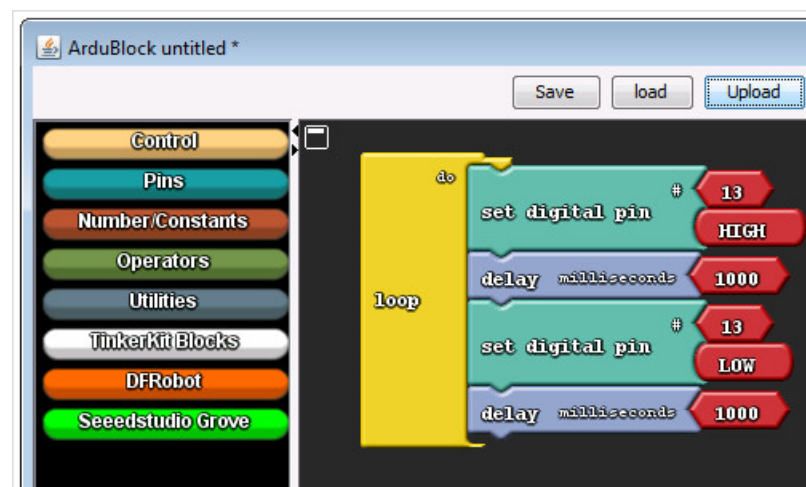 ArduBlock untitled *
Save load Upload
Control
Pins
Number/Constants
Operators
Utilities
TinkerKit Blocks
DFRobot
Seeedstudio Grove
loop
do
set digital pin # 13
HIGH
delay milliseconds 1000
set digital pin # 13
LOW
delay milliseconds 1000